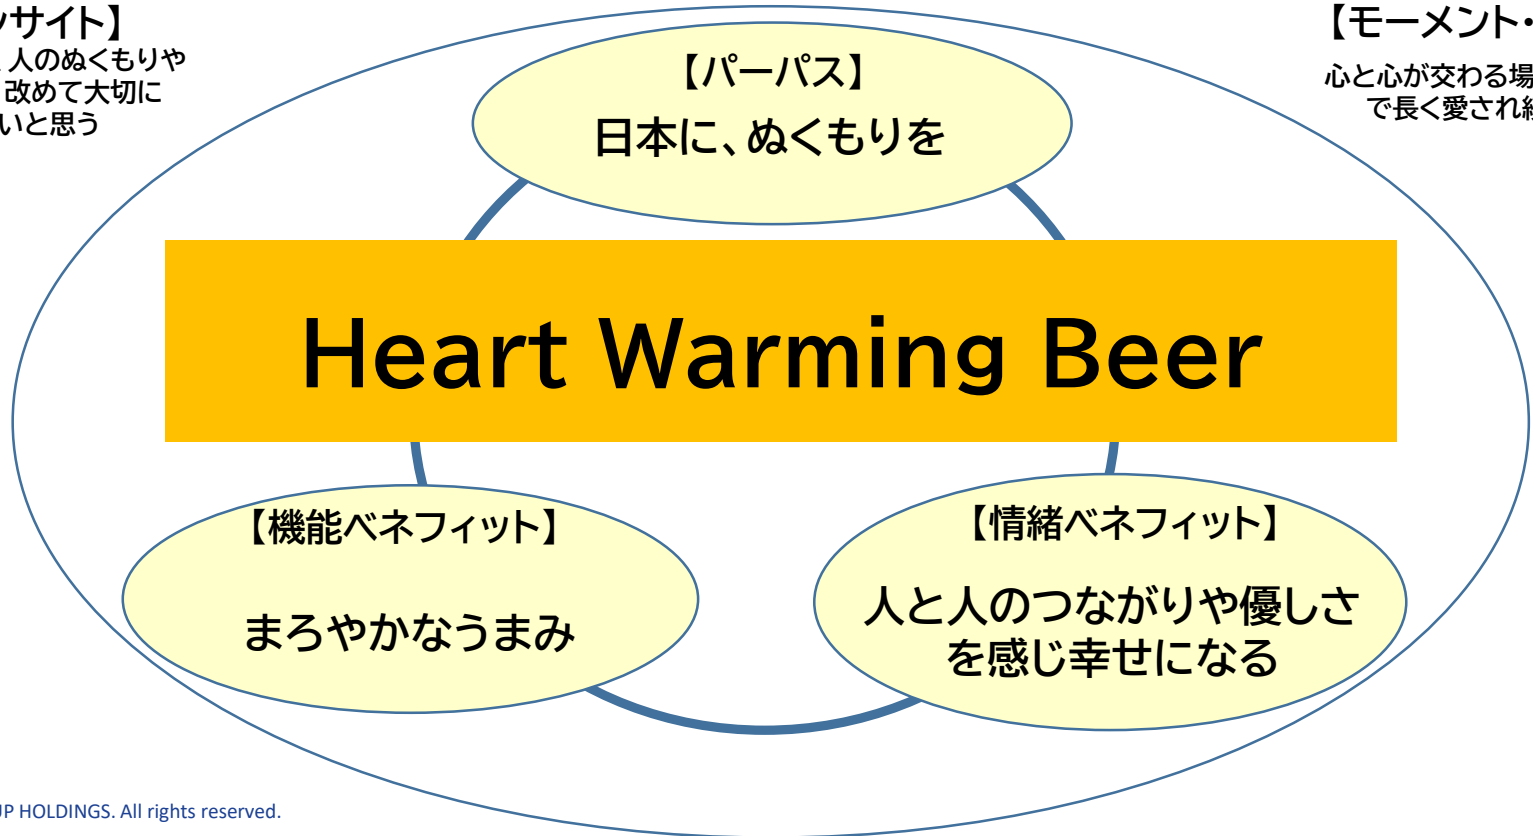 ンサイト】
人のぬくもりや
改めて大切に
いと思う
【パーパス】
日本に、ぬくもりを
【モーメント・
心と心が交わる場
で長く愛され
Heart Warming Beer
【機能ベネフィット】
まろやかなうまみ
【情緒ベネフィット】
人と人のつながりや優しさ
を感じ幸せになる
UP HOLDINGS. All rights reserved.